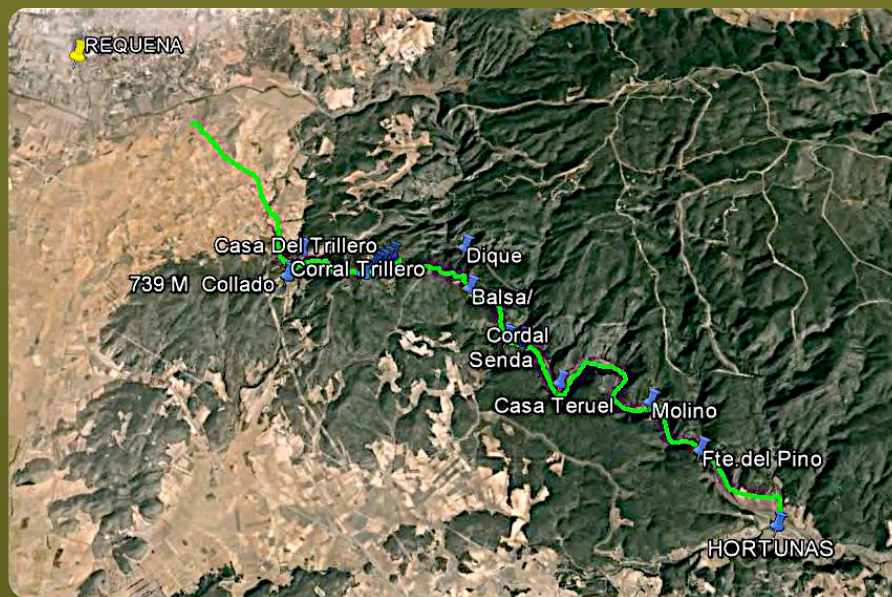 REQUENA
Casa Del Trillero
Dique
Corral Trillero
739 M Collado
Balsa/
Cordal
Senda
Casa Teruel
Molino
Fte.del Pino
HORTUNAS